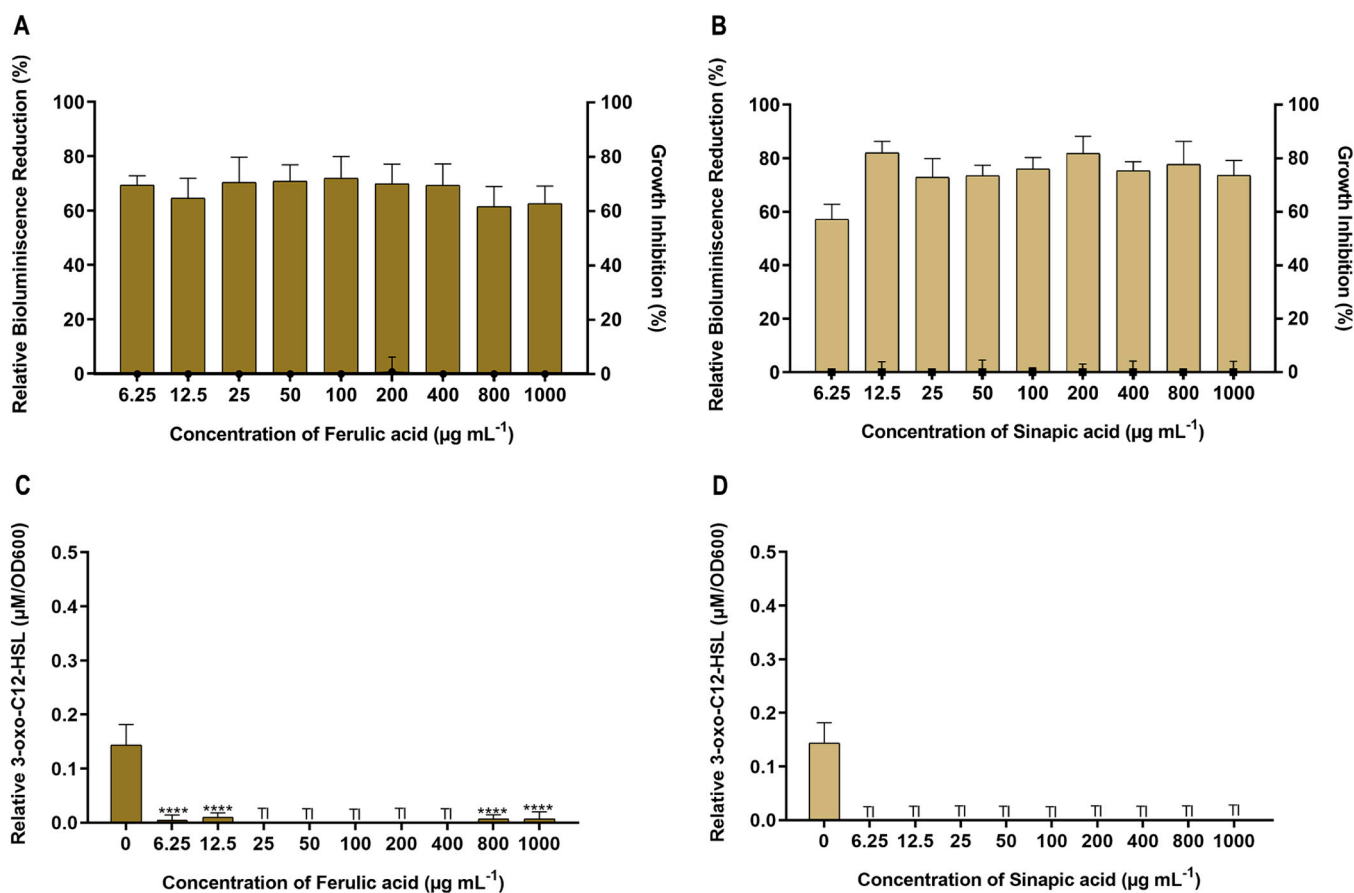 A
Relative Bioluminiscence Reduction (%)
100
80
60
40
20
0
100
80
60
40
20
0
Growth Inhibition (%)
6.25 12.5 25 50 100 200 400 800 1000
Concentration of Ferulic acid (µg mL⁻¹)
B
Relative Bioluminiscence Reduction (%)
100
80
60
40
20
0
100
80
60
40
20
0
Growth Inhibition (%)
6.25 12.5 25 50 100 200 400 800 1000
Concentration of Sinapic acid (µg mL⁻¹)
C
Relative 3-oxo-C12-HSL (µM/OD600)
0.5
0.4
0.3
0.2
0.1
0.0
**** **** ¶ ¶ ¶ ¶ ¶ **** ****
0 6.25 12.5 25 50 100 200 400 800 1000
Concentration of Ferulic acid (µg mL⁻¹)
D
Relative 3-oxo-C12-HSL (µM/OD600)
0.5
0.4
0.3
0.2
0.1
0.0
¶ ¶ ¶ ¶ ¶ ¶ ¶ ¶ ¶
0 6.25 12.5 25 50 100 200 400 800 1000
Concentration of Sinapic acid (µg mL⁻¹)